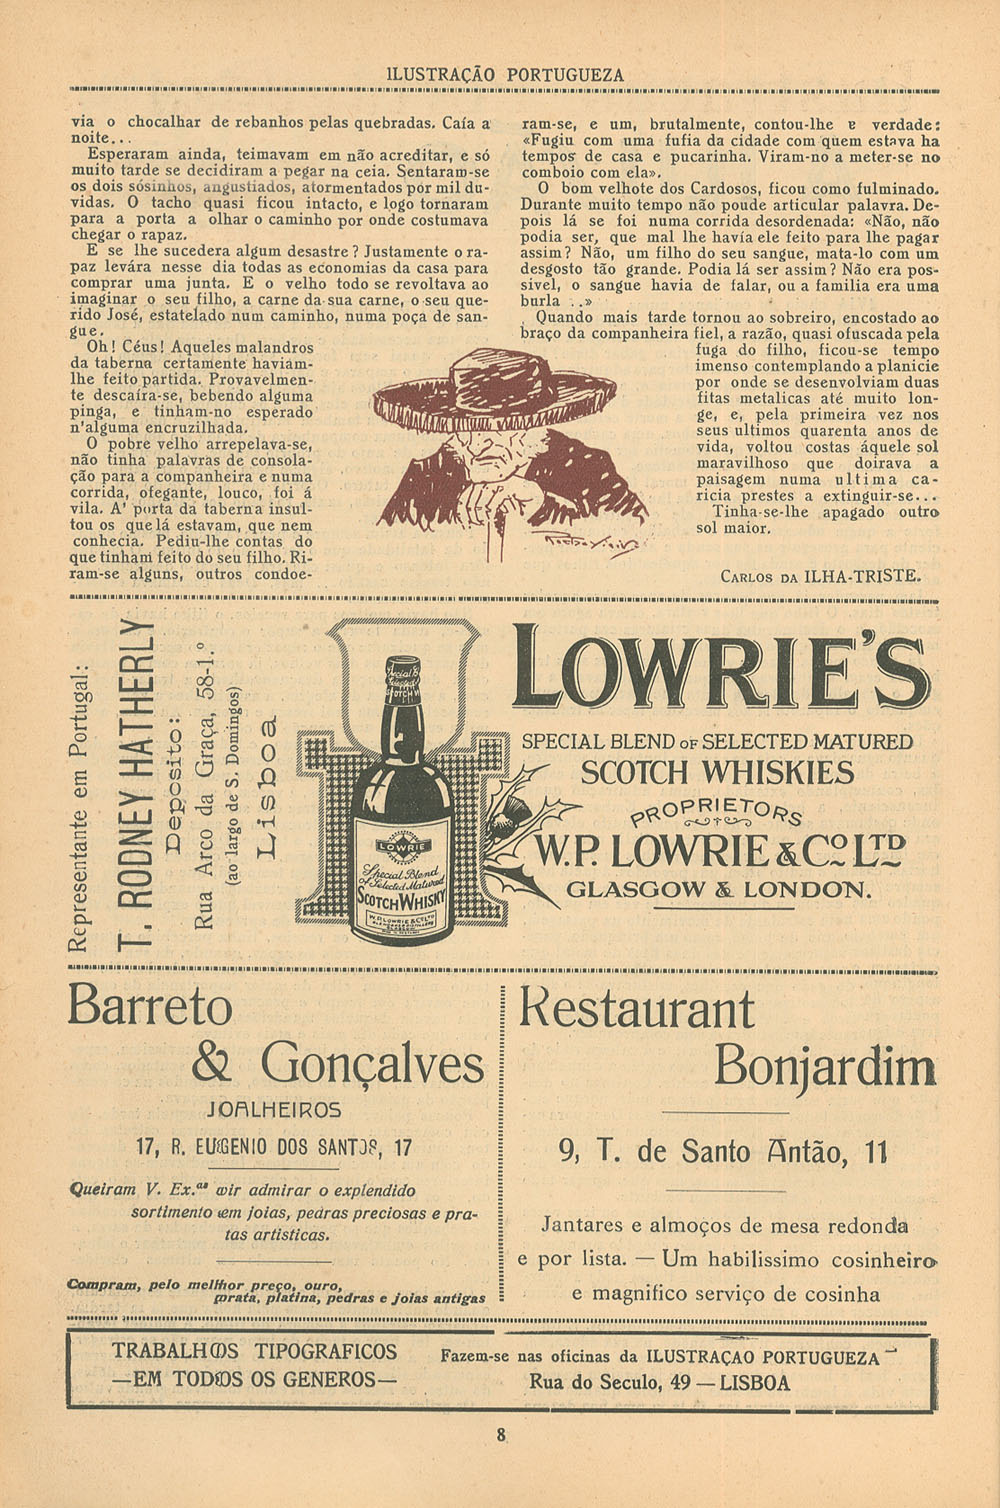 ILUSTRAÇÃO PORTUGUEZA
via o chocalhar de rebanhos pelas quebradas. Caía a
noite...
Esperaram ainda, teimavam em não acreditar, e só
muito tarde se decidiram a pegar na ceia. Sentaram-se
os dois sósinhos, angustiados, atormentados por mil du-
vidas. O tacho quasi ficou intacto, e logo tornaram
para a porta a olhar o caminho por onde costumava
chegar o rapaz.
E se lhe sucedera algum desastre? Justamente o ra-
paz levára nesse dia todas as economias da casa para
comprar uma junta. E o velho todo se revoltava ao
imaginar o seu filho, a carne da sua carne, o seu que-
rido José, estatelado num caminho, numa poça de san-
gue.
Oh! Céus! Aqueles malandros
da taberna certamente haviam-
lhe feito partida. Provavelmen-
te descaíra-se, bebendo alguma
pinga, e tinham-no esperado
n'alguma encruzilhada.
O pobre velho arrepelava-se,
não tinha palavras de consola-
ção para a companheira e numa
corrida, ofegante, louco, foi á
vila. A' porta da taberna insul-
tou os que lá estavam, que nem
conhecia. Pediu-lhe contas do
que tinham feito do seu filho. Ri-
ram-se alguns, outros condoe-
ram-se, e um, brutalmente, contou-lhe e verdade:
«Fugiu com uma fufia da cidade com quem estava ha
tempos de casa e pucarinha. Viram-no a meter-se no
comboio com ela».
O bom velhote dos Cardosos, ficou como fulminado.
Durante muito tempo não poude articular palavra. De-
pois lá se foi numa corrida desordenada: «Não, não
podia ser, que mal lhe havía ele feito para lhe pagar
assim? Não, um filho do seu sangue, mata-lo com um
desgosto tão grande. Podia lá ser assim? Não era pos-
sivel, o sangue havia de falar, ou a familia era uma
burla ..»
Quando mais tarde tornou ao sobreiro, encostado ao
braço da companheira fiel, a razão, quasi ofuscada pela
fuga do filho, ficou-se tempo
imenso contemplando a planicie
por onde se desenvolviam duas
fitas metalicas até muito lon-
ge, e, pela primeira vez nos
seus ultimos quarenta anos de
vida, voltou costas áquele sol
maravilhoso que doirava a
paisagem numa ultima ca-
ricia prestes a extinguir-se...
Tinha-se-lhe apagado outro
sol maior.
CARLOS DA ILHA-TRISTE.
Representante em Portugal:
T. RODNEY HATHERLY
Deposito:
Rua Arco da Graça, 58-1.º
(ao largo de S. Domingos)
Lisboa
LOWRIE
Special Blend
of Selected Matured
SCOTCH WHISKY
W.P. LOWRIE & CO LTD
GLASGOW
LOWRIE'S
SPECIAL BLEND OF SELECTED MATURED
SCOTCH WHISKIES
PROPRIETORS
W.P. LOWRIE & CO LTD
GLASGOW & LONDON.
Barreto
& Gonçalves
JOALHEIROS
17, R. EUGENIO DOS SANTOS, 17
Queiram V. Ex.as vir admirar o explendido
sortimento em joias, pedras preciosas e pra-
tas artisticas.
Compram, pelo melhor preço, ouro,
prata, platina, pedras e joias antigas
Restaurant
Bonjardim
9, T. de Santo Antão, 11
Jantares e almoços de mesa redonda
e por lista. — Um habilissimo cosinheiro
e magnifico serviço de cosinha
TRABALHOS TIPOGRAFICOS
—EM TODOS OS GENEROS—
Fazem-se nas oficinas da ILUSTRAÇAO PORTUGUEZA
Rua do Seculo, 49 — LISBOA
8